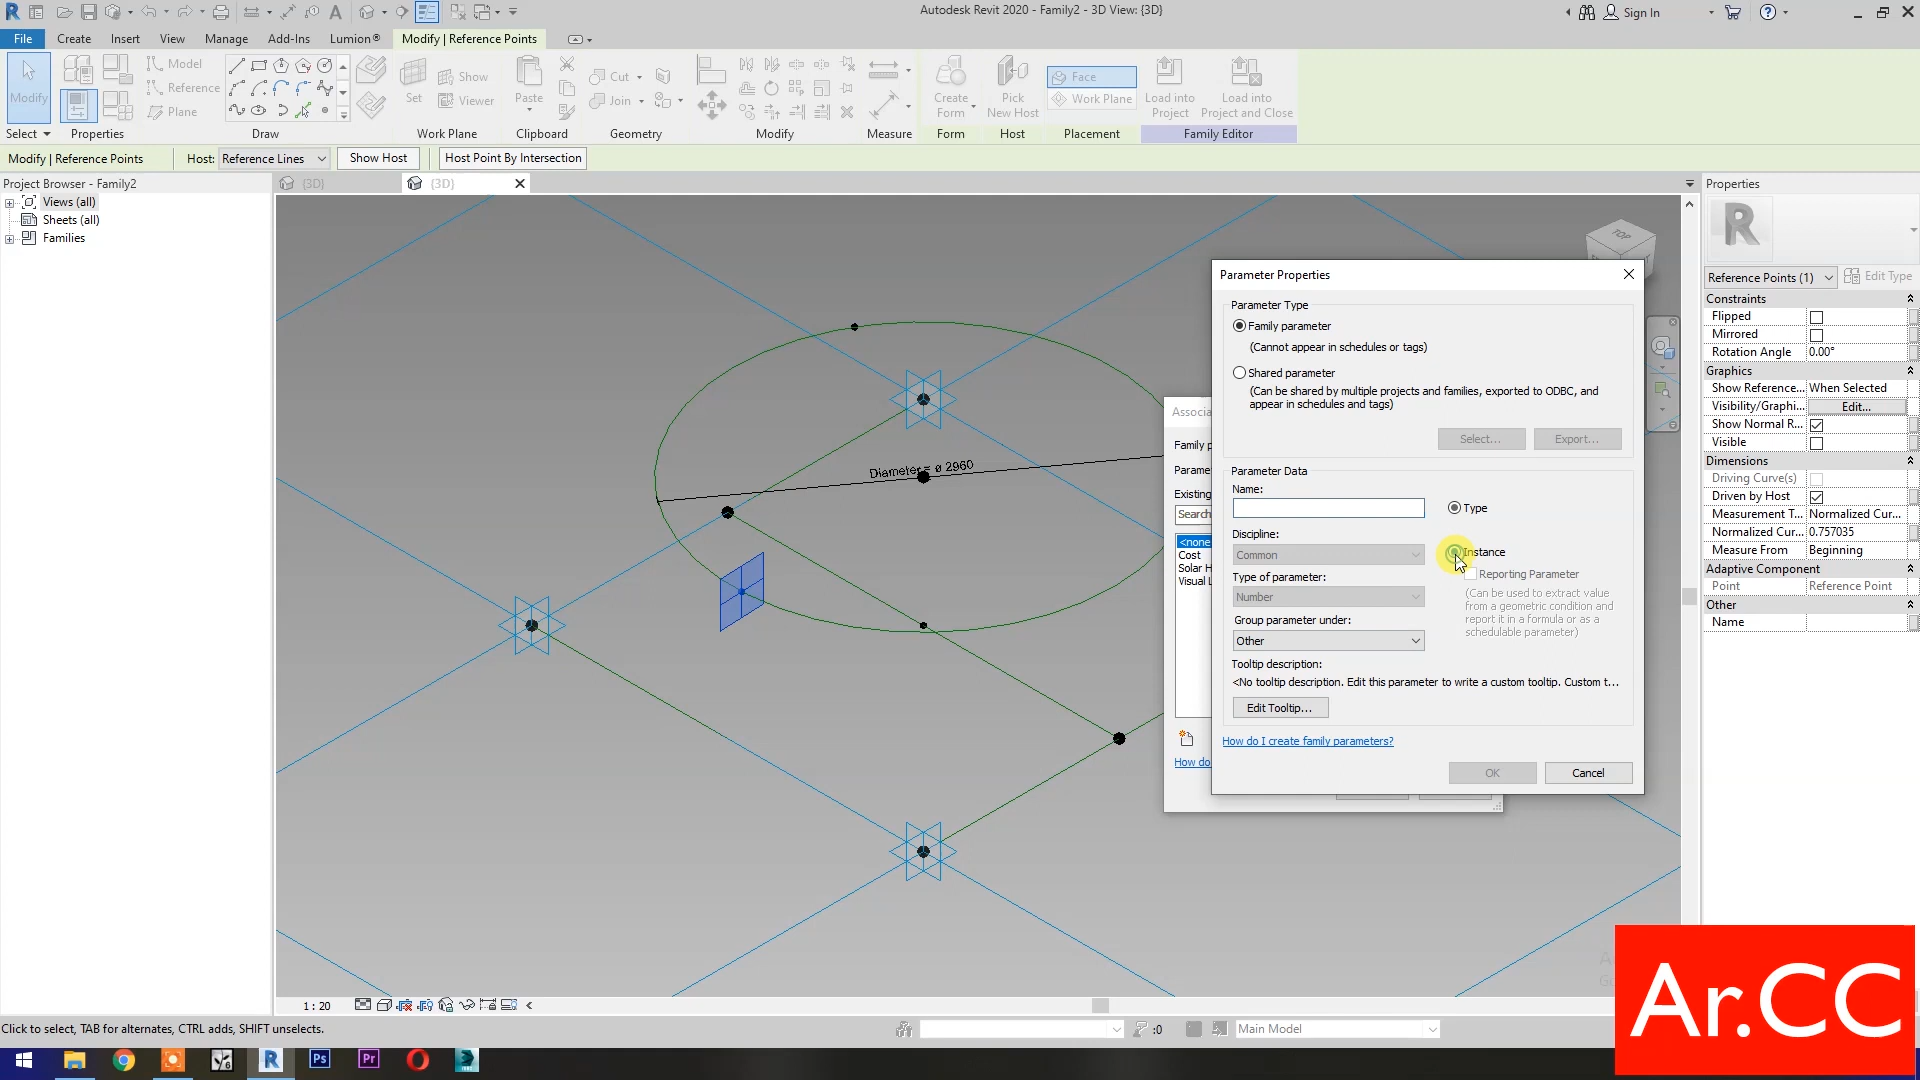 Autodesk Revit 2020 - Family2 - 3D View: {3D}
Sign In
File Create Insert View Manage Add-Ins Lumion® Modify | Reference Points
Modify
Model
Reference
Plane
Set
Show
Viewer
Paste
Cut
Join
Create
Form
Pick
New Host
Face
Work Plane
Load into
Project
Load into
Project and Close
Select Properties Draw Work Plane Clipboard Geometry Modify Measure Form Host Placement Family Editor
Modify | Reference Points Host: Reference Lines Show Host Host Point By Intersection
Project Browser - Family2
{3D}
{3D}
Properties
Views (all)
Sheets (all)
Families
TOP
Diameter = ø 2960
Associa
Family p
Parame
Existing
Search
<none
Cost
Solar H
Visual L
How do
Parameter Properties
Parameter Type
Family parameter
(Cannot appear in schedules or tags)
Shared parameter
(Can be shared by multiple projects and families, exported to ODBC, and
appear in schedules and tags)
Select... Export...
Parameter Data
Name:
Type
Discipline:
Common
Instance
Reporting Parameter
(Can be used to extract value
from a geometric condition and
report it in a formula or as a
schedulable parameter)
Type of parameter:
Number
Group parameter under:
Other
Tooltip description:
<No tooltip description. Edit this parameter to write a custom tooltip. Custom t...
Edit Tooltip...
How do I create family parameters?
OK Cancel
Reference Points (1) Edit Type
Constraints
Flipped
Mirrored
Rotation Angle 0.00°
Graphics
Show Reference... When Selected
Visibility/Graphi... Edit...
Show Normal R...
Visible
Dimensions
Driving Curve(s)
Driven by Host
Measurement T... Normalized Cur...
Normalized Cur... 0.757035
Measure From Beginning
Adaptive Component
Point Reference Point
Other
Name
1 : 20
Click to select, TAB for alternates, CTRL adds, SHIFT unselects.
:0
Main Model
Ar.CC